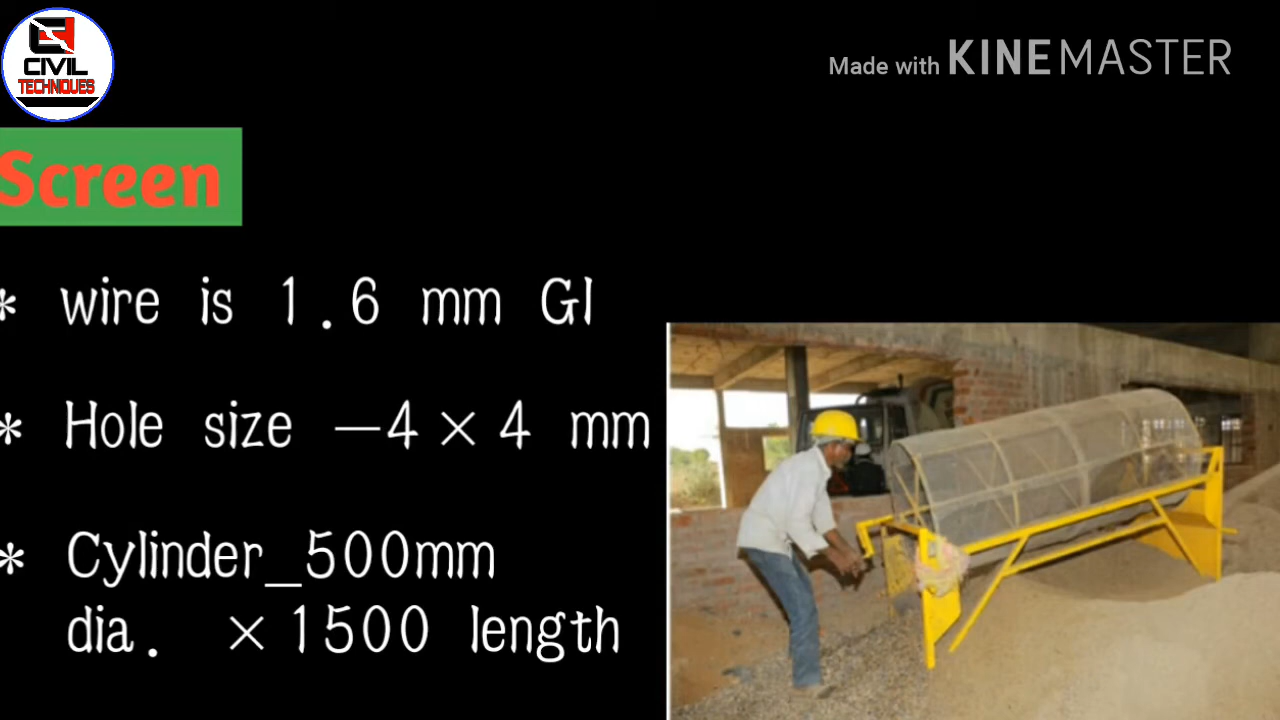 CIVIL
TECHNIQUES
Made with KINEMASTER
Screen
* wire is 1.6 mm GI
* Hole size –4 × 4 mm
* Cylinder_500mm
dia. ×1500 length